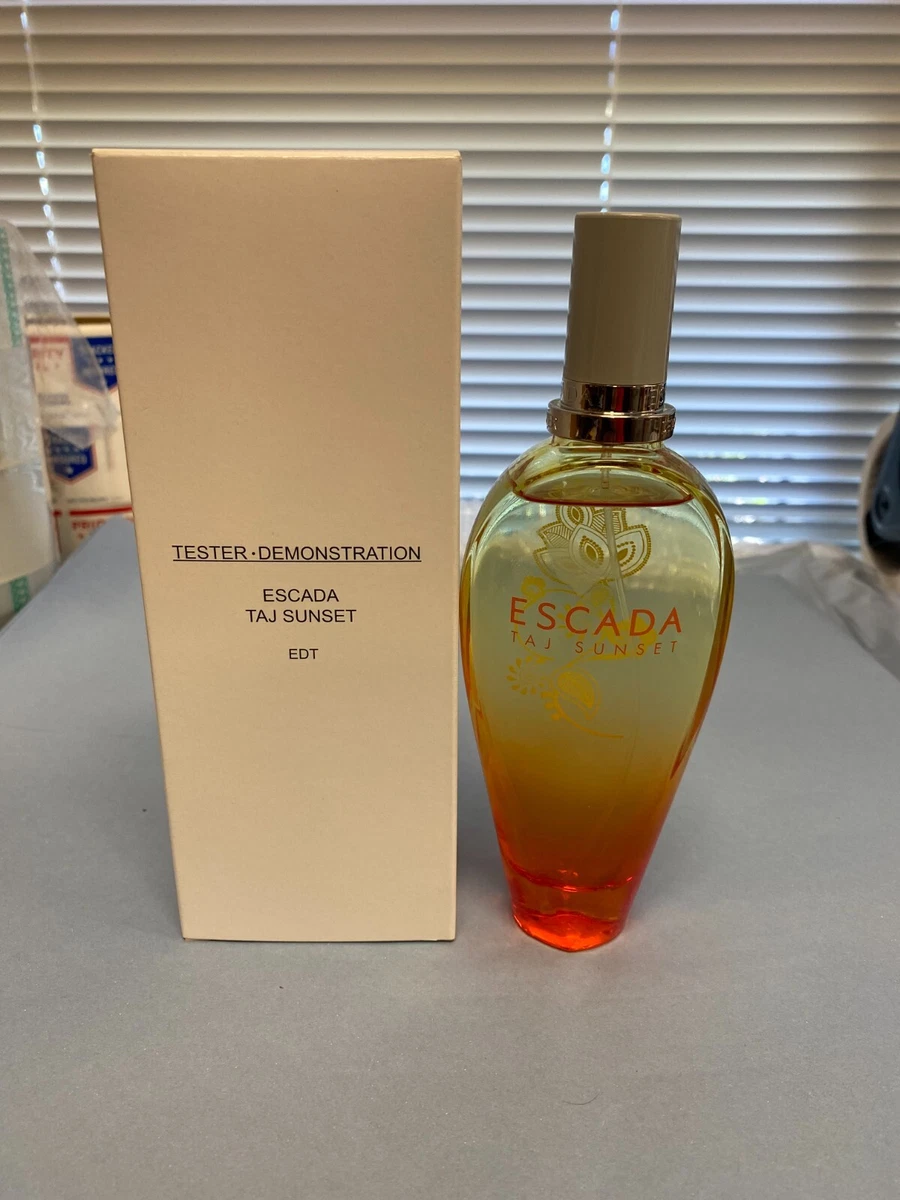 TESTER·DEMONSTRATION
ESCADA
TAJ SUNSET
EDT
ESCADA
TAJ SUNSET